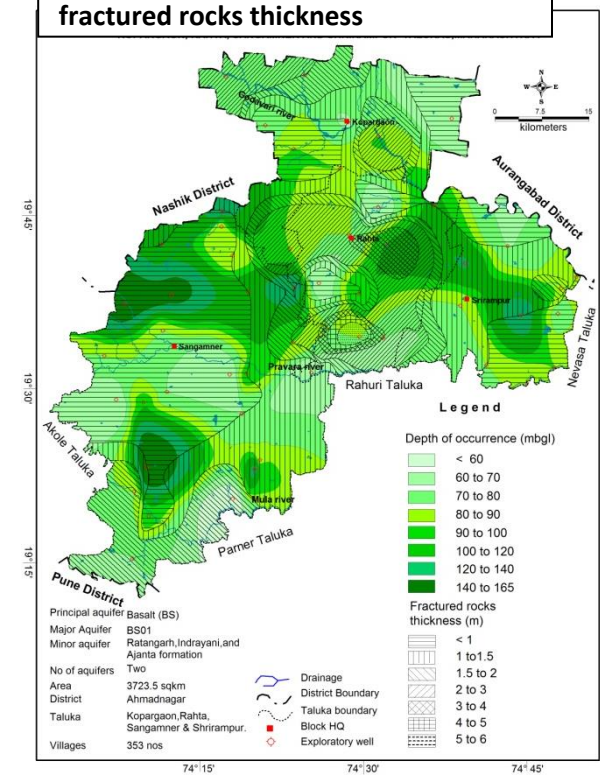 fractured rocks thickness
N
W E
S
0 7.5 15
kilometers
Godavari river
Kopargaon
Nashik District
Aurangabad District
19°45'
Rahta
Srirampur
Nevasa Taluka
Sangamner
Pravara river
Rahuri Taluka
19°30'
Akole Taluka
Mula river
Parner Taluka
19°15'
Pune District
Legend
Depth of occurrence (mbgl)
< 60
60 to 70
70 to 80
80 to 90
90 to 100
100 to 120
120 to 140
140 to 165
Fractured rocks
thickness (m)
< 1
1 to1.5
1.5 to 2
2 to 3
3 to 4
4 to 5
5 to 6
Principal aquifer Basalt (BS)
Major Aquifer BS01
Minor aquifer Ratangarh,Indrayani,and
Ajanta formation
No of aquifers Two
Area 3723.5 sqkm
District Ahmadnagar
Taluka Kopargaon,Rahta,
Sangamner & Shrirampur.
Villages 353 nos
Drainage
District Boundary
Taluka boundary
Block HQ
Exploratory well
74°15' 74°30' 74°45'